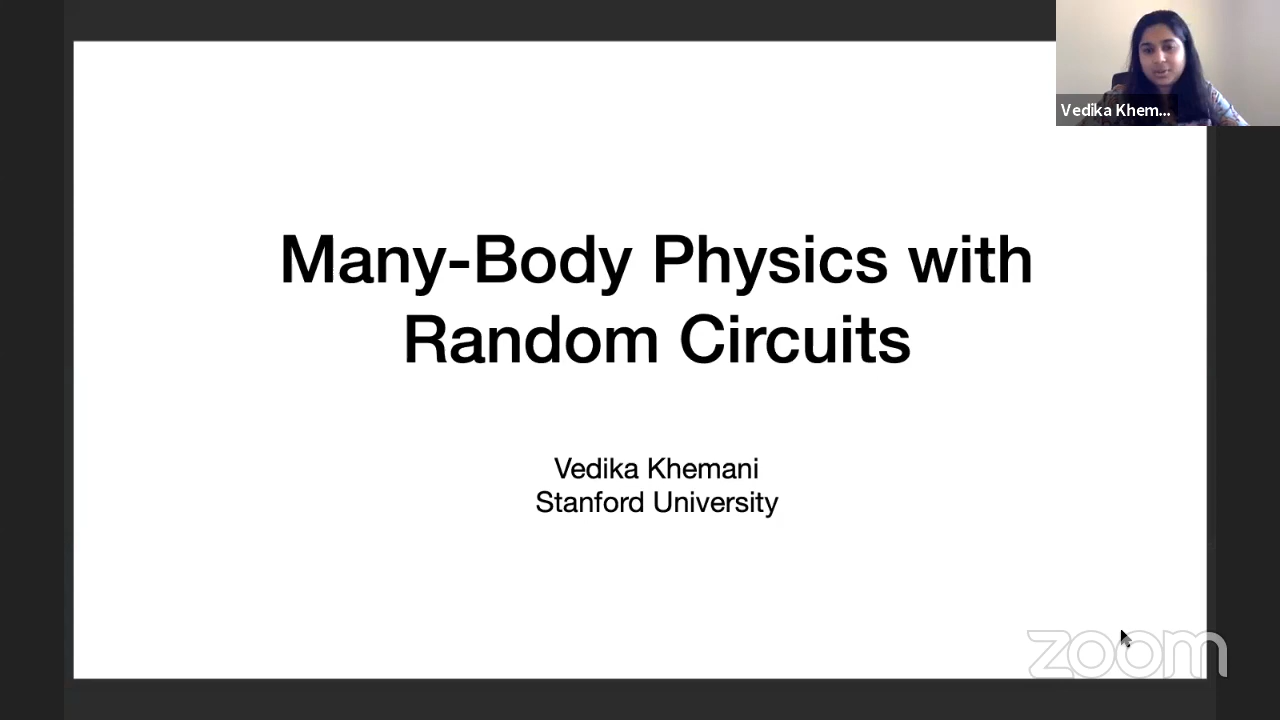 Vedika Khem...
Many-Body Physics with
Random Circuits
Vedika Khemani
Stanford University
zoom